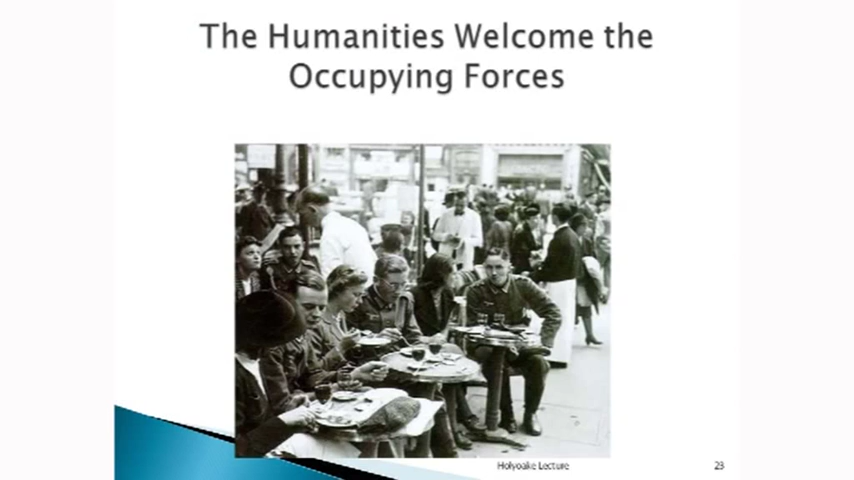 The Humanities Welcome the
Occupying Forces
Holyoake Lecture
23